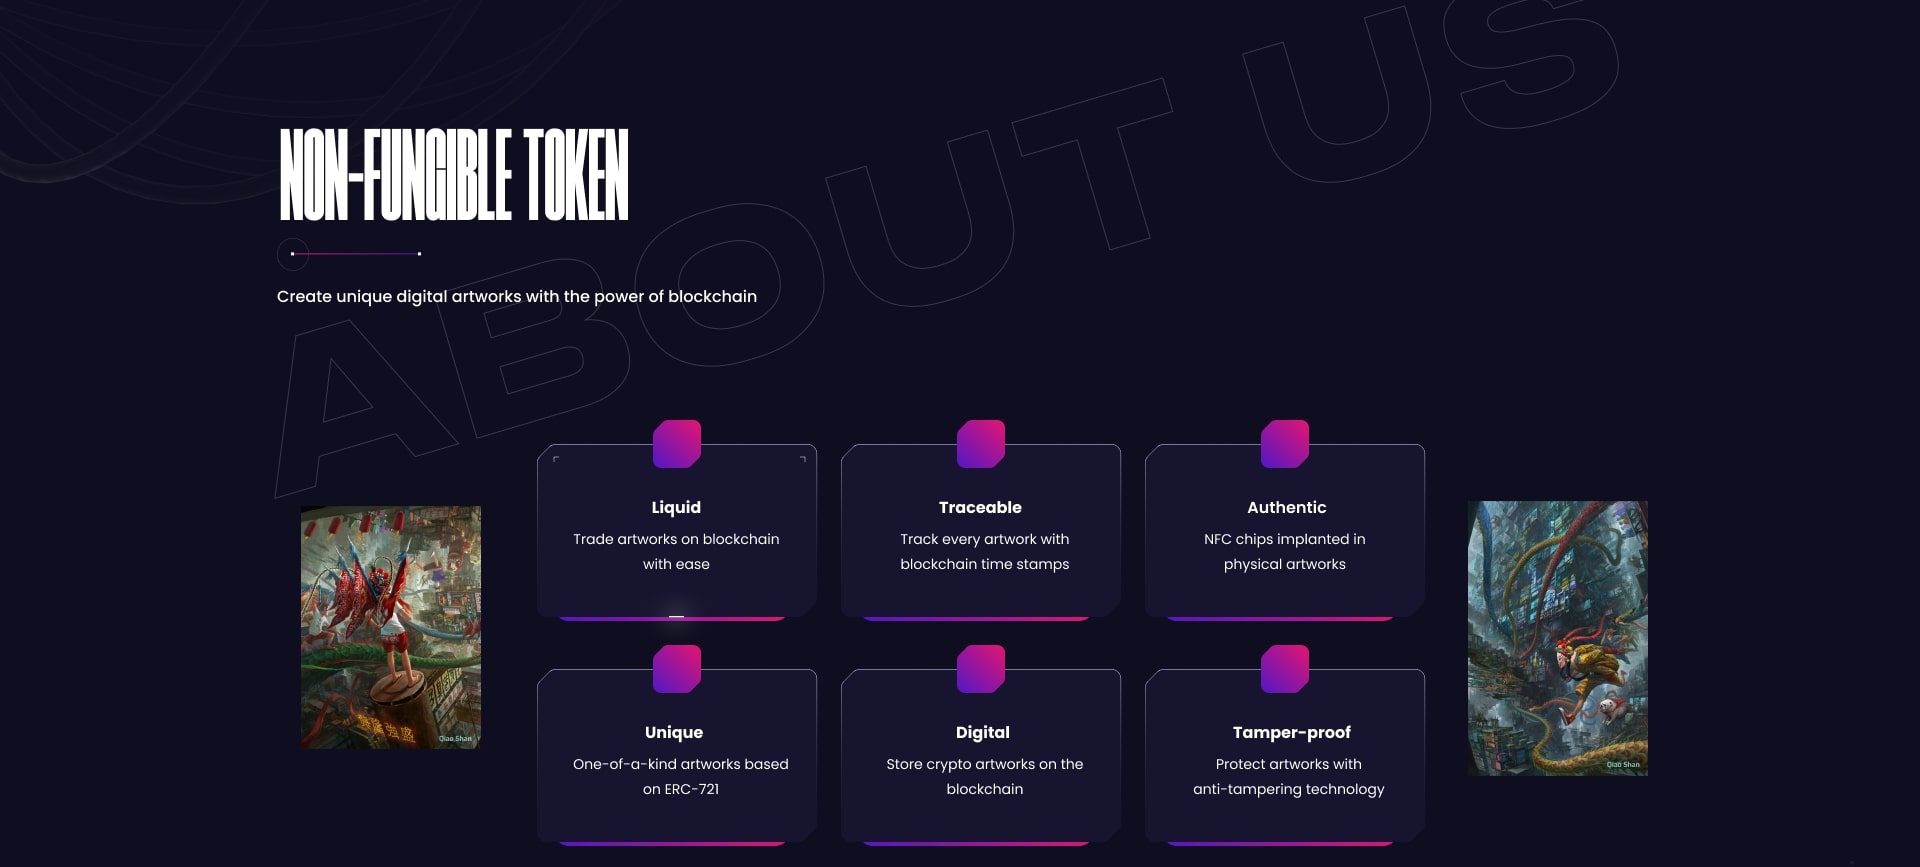 ABOUT US
NON-FUNGIBLE TOKEN
Create unique digital artworks with the power of blockchain
Liquid
Trade artworks on blockchain
with ease
Traceable
Track every artwork with
blockchain time stamps
Authentic
NFC chips implanted in
physical artworks
Unique
One-of-a-kind artworks based
on ERC-721
Digital
Store crypto artworks on the
blockchain
Tamper-proof
Protect artworks with
anti-tampering technology
Qiao Shan
Qiao Shan